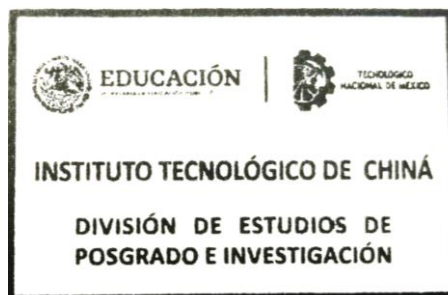 EDUCACIÓN
TECNOLÓGICO
NACIONAL DE MÉXICO
INSTITUTO TECNOLÓGICO DE CHINÁ
DIVISIÓN DE ESTUDIOS DE
POSGRADO E INVESTIGACIÓN